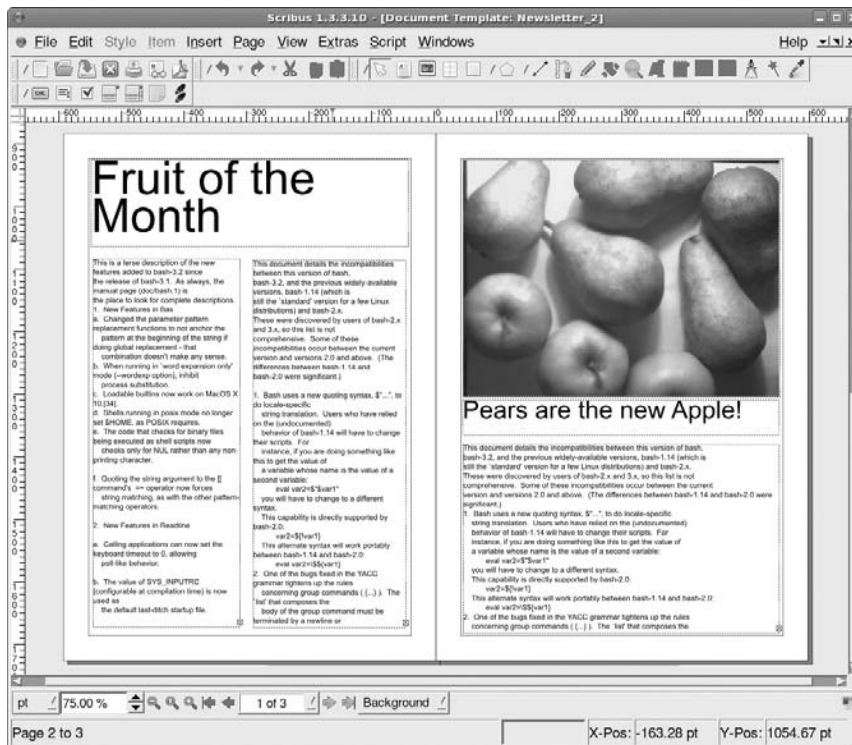 Scribus 1.3.3.10 - [Document Template: Newsletter_2]
File Edit Style Item Insert Page View Extras Script Windows Help
-600 -500 -400 -300 -200 -100 0 100 200 300 400 500 600
Fruit of the
Month
This is a terse description of the new
features added to bash-3.2 since
the release of bash-3.1. As always, the
manual page (doc/bash.1) is
the place to look for complete descriptions.
1. New Features in Bas
a. Changed the parameter pattern
replacement functions to not anchor the
pattern at the beginning of the string if
doing global replacement - that
combination doesn't make any sense.
b. When running in 'word expansion only'
mode (--wordexp option), inhibit
process substitution.
c. Loadable builtins now work on MacOS X
10.[34].
d. Shells running in posix mode no longer
set $HOME, as POSIX requires.
e. The code that checks for binary files
being executed as shell scripts now
checks only for NUL rather than any non-
printing character.
f. Quoting the string argument to the [[
command's =~ operator now forces
string matching, as with the other pattern-
matching operators.
2. New Features in Readline
a. Calling applications can now set the
keyboard timeout to 0, allowing
poll-like behavior.
b. The value of SYS_INPUTRC
(configurable at compilation time) is now
used as
the default last-ditch startup file.
This document details the incompatibilities
between this version of bash,
bash-3.2, and the previous widely-available
versions, bash-1.14 (which is
still the 'standard' version for a few Linux
distributions) and bash-2.x.
These were discovered by users of bash-2.x
and 3.x, so this list is not
comprehensive. Some of these
incompatibilities occur between the current
version and versions 2.0 and above. (The
differences between bash-1.14 and
bash-2.0 were significant.)
1. Bash uses a new quoting syntax, $"...", to
do locale-specific
string translation. Users who have relied
on the (undocumented)
behavior of bash-1.14 will have to change
their scripts. For
instance, if you are doing something like
this to get the value of
a variable whose name is the value of a
second variable:
eval var2=$"$var1"
you will have to change to a different
syntax.
This capability is directly supported by
bash-2.0:
var2=${!var1}
This alternate syntax will work portably
between bash-1.14 and bash-2.0:
eval var2=\$${var1}
2. One of the bugs fixed in the YACC
grammar tightens up the rules
concerning group commands ( {...} ). The
'list' that composes the
body of the group command must be
terminated by a newline or
Pears are the new Apple!
This document details the incompatibilities between this version of bash,
bash-3.2, and the previous widely-available versions, bash-1.14 (which is
still the 'standard' version for a few Linux distributions) and bash-2.x.
These were discovered by users of bash-2.x and 3.x, so this list is not
comprehensive. Some of these incompatibilities occur between the current
version and versions 2.0 and above. (The differences between bash-1.14 and bash-2.0 were
significant.)
1. Bash uses a new quoting syntax, $"...", to do locale-specific
string translation. Users who have relied on the (undocumented)
behavior of bash-1.14 will have to change their scripts. For
instance, if you are doing something like this to get the value of
a variable whose name is the value of a second variable:
eval var2=$"$var1"
you will have to change to a different syntax.
This capability is directly supported by bash-2.0:
var2=${!var1}
This alternate syntax will work portably between bash-1.14 and bash-2.0:
eval var2=\$${var1}
2. One of the bugs fixed in the YACC grammar tightens up the rules
concerning group commands ( {...} ). The 'list' that composes the
pt 75.00 % 1 of 3 Background
Page 2 to 3 X-Pos: -163.28 pt Y-Pos: 1054.67 pt